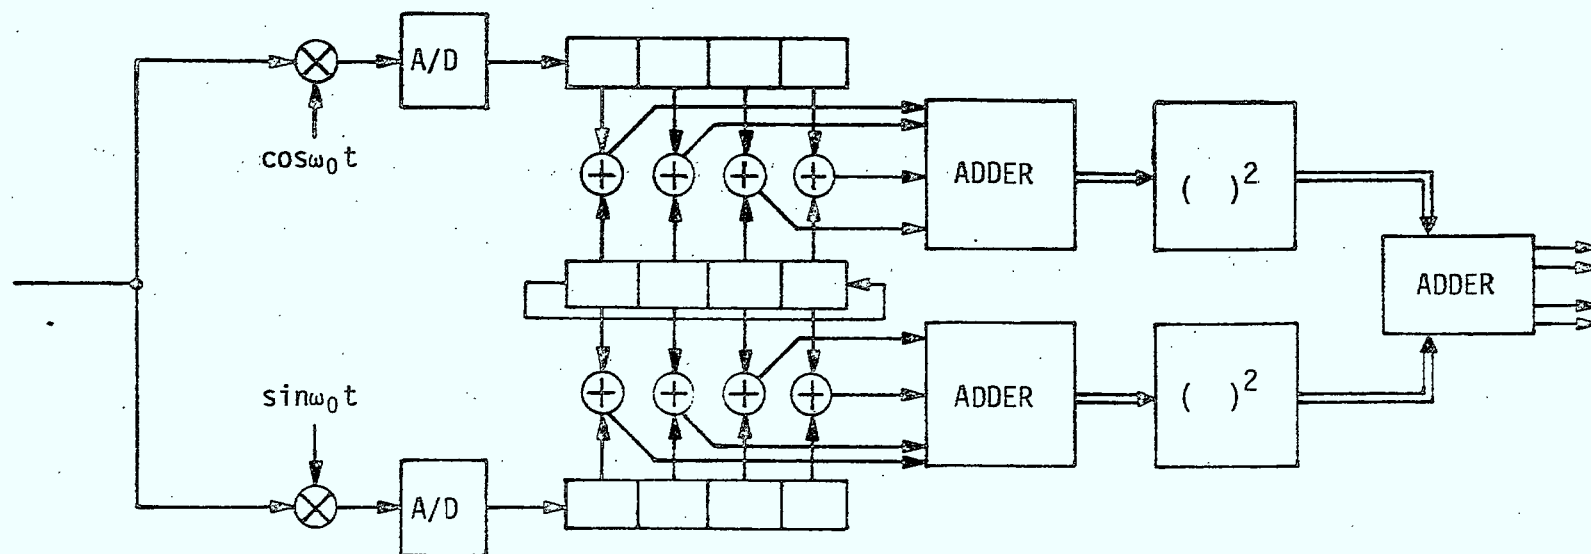 A/D
cosω₀t
ADDER
( )²
ADDER
sinω₀t
ADDER
( )²
A/D